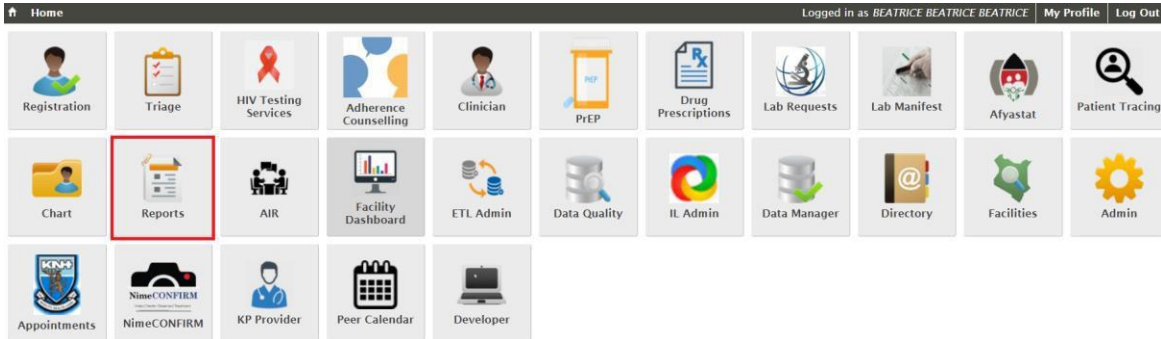 Home
Logged in as BEATRICE BEATRICE BEATRICE My Profile Log Out
Registration
Triage
HIV Testing
Services
Adherence
Counselling
Clinician
PrEP
PrEP
Rx
Drug
Prescriptions
Lab Requests
Lab Manifest
Afyastat
Patient Tracing
Chart
Reports
AIR
Facility
Dashboard
ETL Admin
Data Quality
IL Admin
Data Manager
@
Directory
Facilities
Admin
KNH
Appointments
NimeCONFIRM
NimeCONFIRM
KP Provider
Peer Calendar
Developer